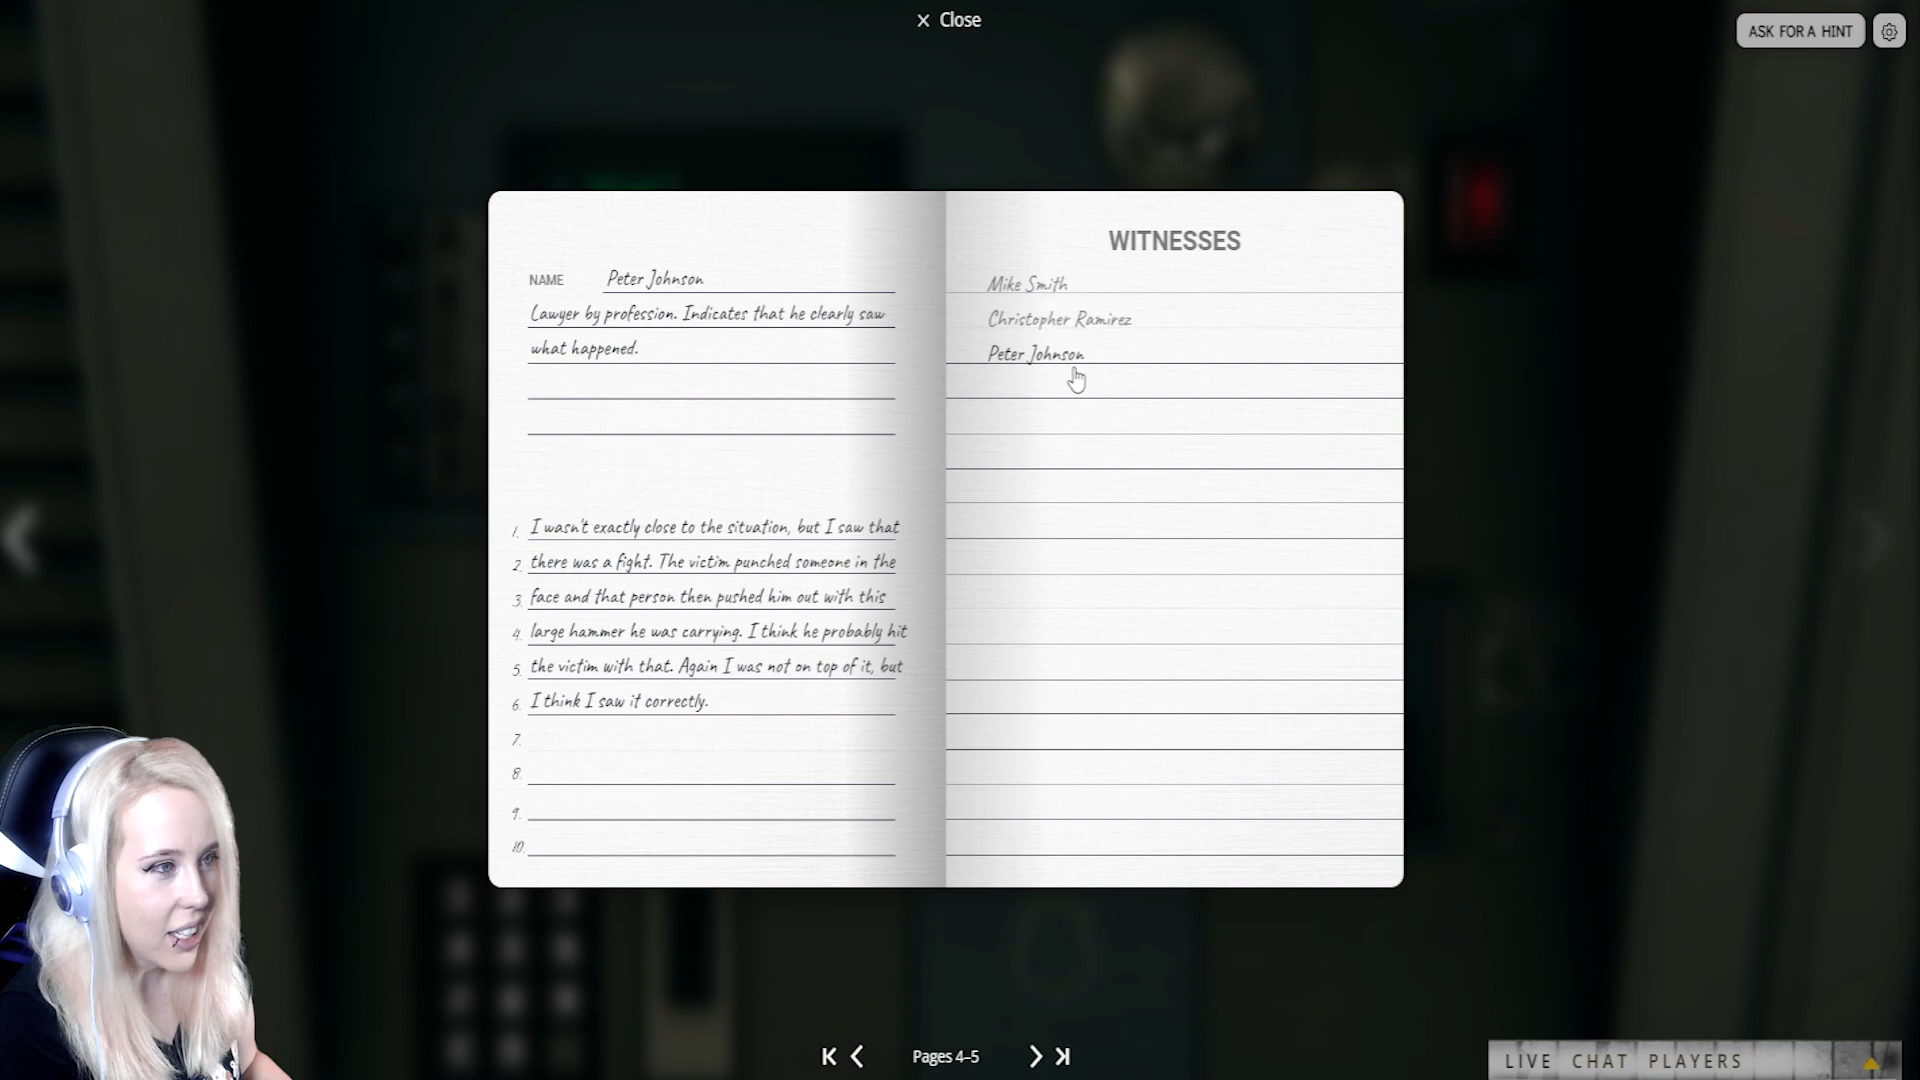 Close
ASK FOR A HINT
NAME Peter Johnson
Lawyer by profession. Indicates that he clearly saw
what happened.
1. I wasn't exactly close to the situation, but I saw that
2. there was a fight. The victim punched someone in the
3. face and that person then pushed him out with this
4. large hammer he was carrying. I think he probably hit
5. the victim with that. Again I was not on top of it, but
6. I think I saw it correctly.
7.
8.
9.
10.
WITNESSES
Mike Smith
Christopher Ramirez
Peter Johnson
Pages 4-5
LIVE CHAT PLAYERS